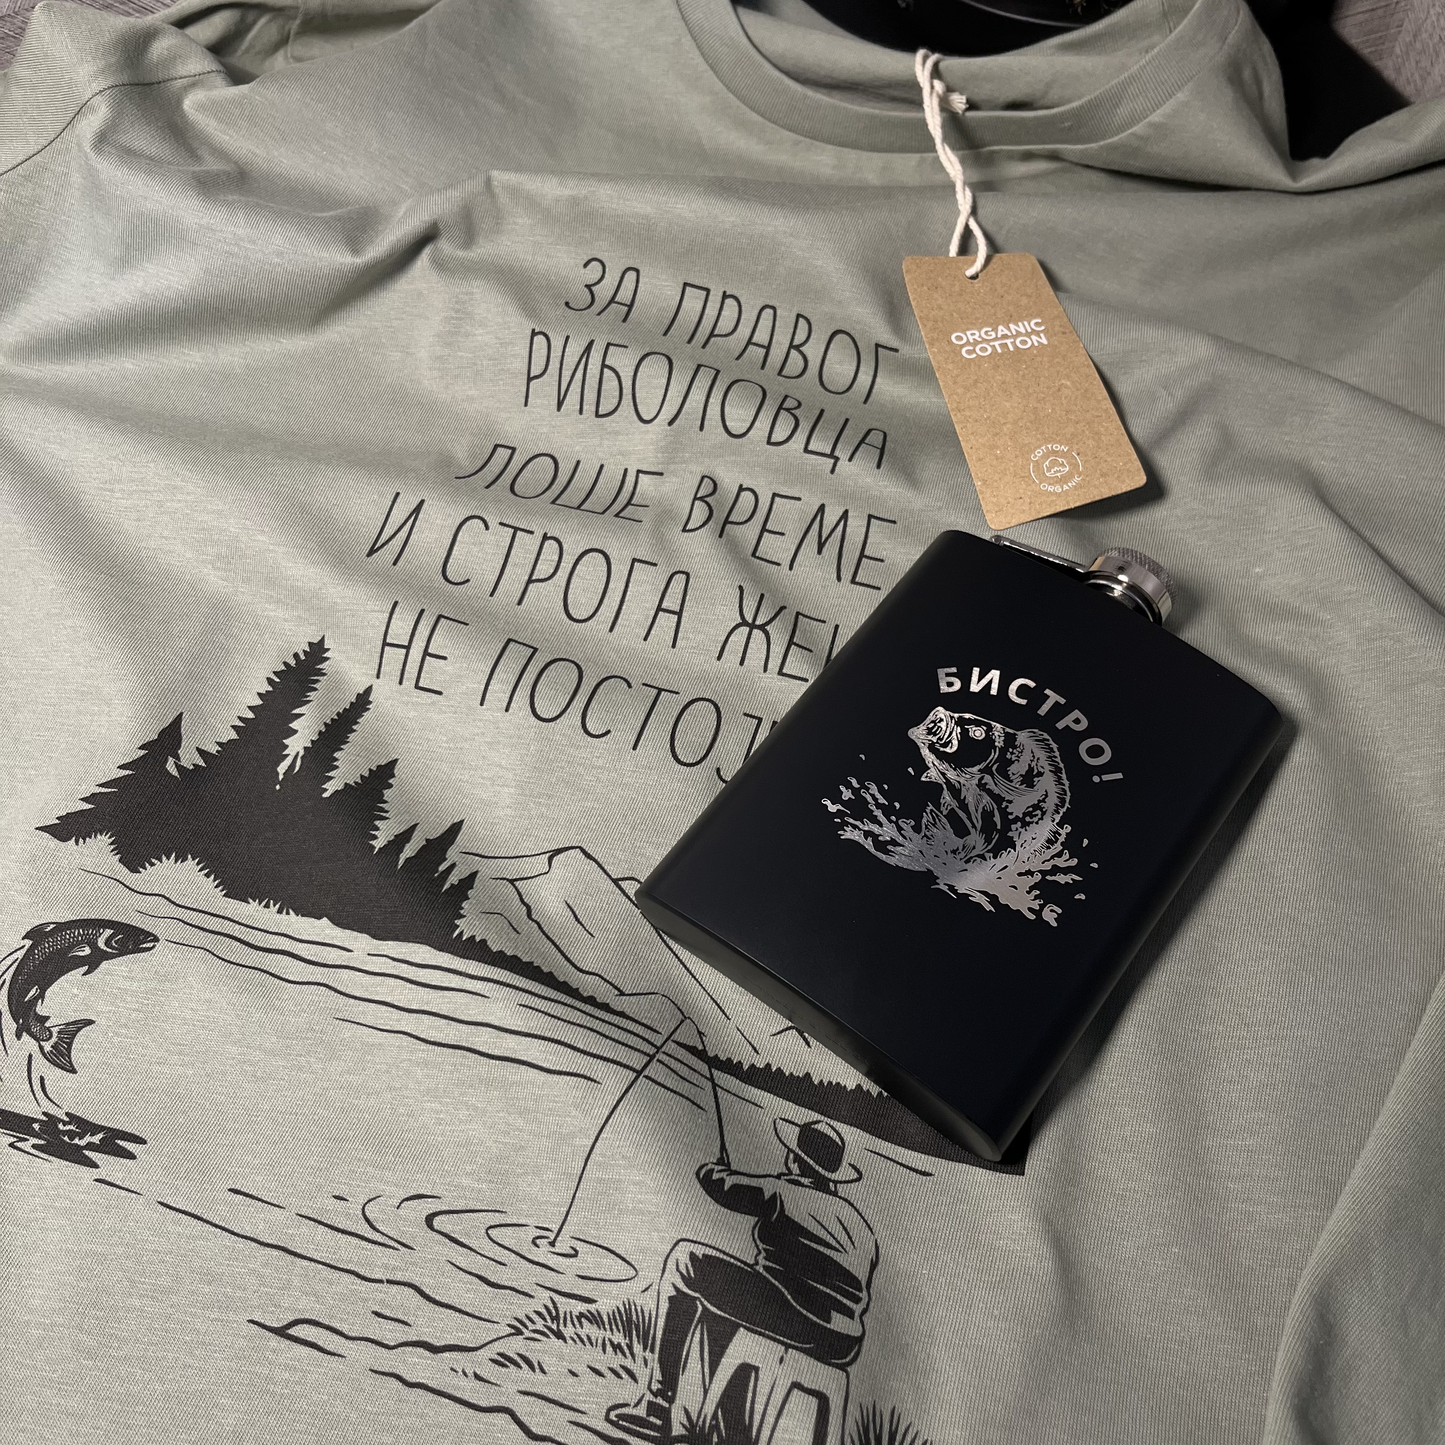 ЗА ПРАВОГ
РИБОЛОВЦА
ЛОШЕ ВРЕМЕ
И СТРОГА
НЕ
ORGANIC
COTTON
COTTON
ORGANIC
БИСТРО!